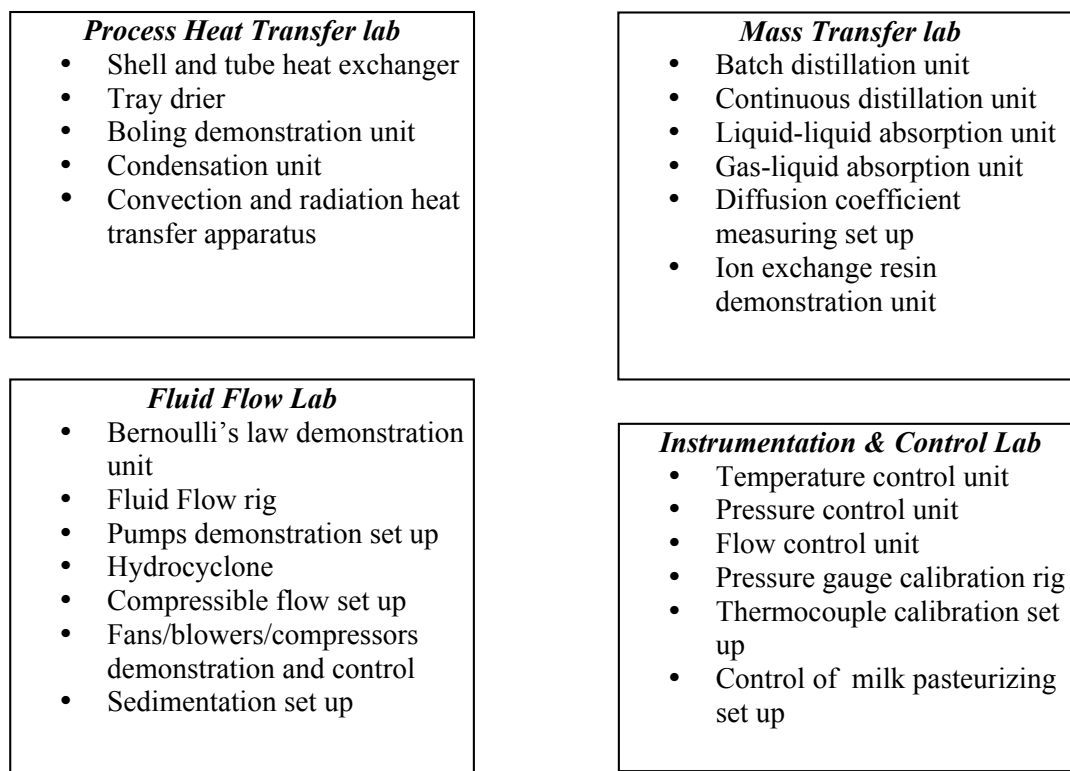 Process Heat Transfer lab
• Shell and tube heat exchanger
• Tray drier
• Boling demonstration unit
• Condensation unit
• Convection and radiation heat
transfer apparatus
Mass Transfer lab
• Batch distillation unit
• Continuous distillation unit
• Liquid-liquid absorption unit
• Gas-liquid absorption unit
• Diffusion coefficient
measuring set up
• Ion exchange resin
demonstration unit
Fluid Flow Lab
• Bernoulli’s law demonstration
unit
• Fluid Flow rig
• Pumps demonstration set up
• Hydrocyclone
• Compressible flow set up
• Fans/blowers/compressors
demonstration and control
• Sedimentation set up
Instrumentation & Control Lab
• Temperature control unit
• Pressure control unit
• Flow control unit
• Pressure gauge calibration rig
• Thermocouple calibration set
up
• Control of milk pasteurizing
set up